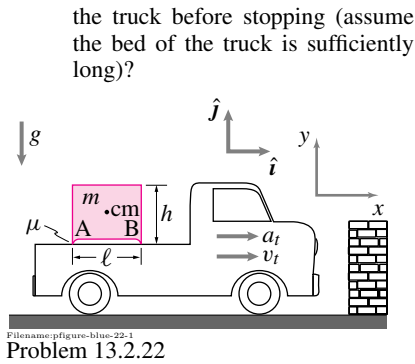 the truck before stopping (assume
the bed of the truck is sufficiently
long)?
ĵ
g
î
y
m
cm
h
x
μ
A
B
a_t
ℓ
v_t
Filename:pfigure-blue-22-1
Problem 13.2.22